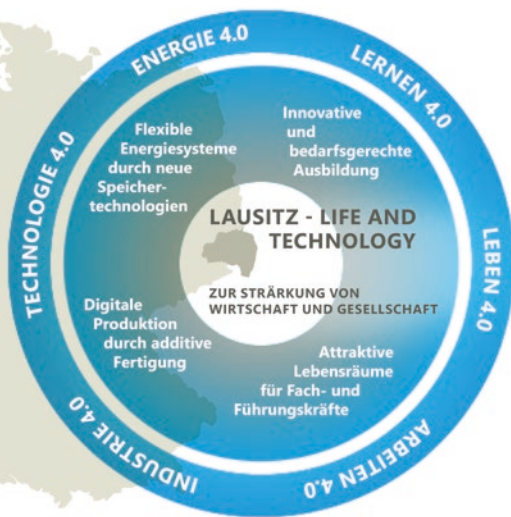 ENERGIE 4.0
LERNEN 4.0
LEBEN 4.0
ARBEITEN 4.0
INDUSTRIE 4.0
TECHNOLOGIE 4.0
Flexible
Energiesysteme
durch neue
Speicher-
technologien
Innovative
und
bedarfsgerechte
Ausbildung
LAUSITZ - LIFE AND
TECHNOLOGY
ZUR STRÄRKUNG VON
WIRTSCHAFT UND GESELLSCHAFT
Digitale
Produktion
durch additive
Fertigung
Attraktive
Lebensräume
für Fach- und
Führungskräfte